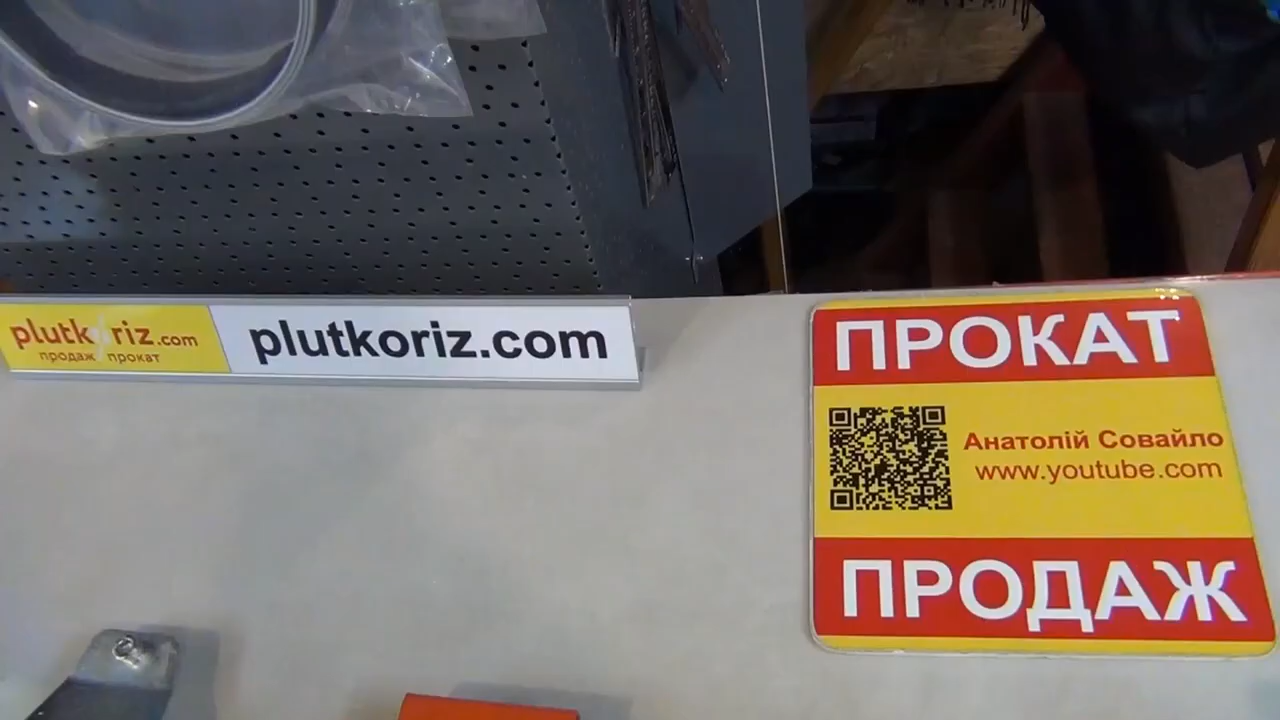 plutkoriz.com
продаж прокат
plutkoriz.com
ПРОКАТ
Анатолій Совайло
www.youtube.com
ПРОДАЖ